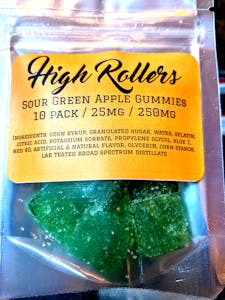 High Rollers
Sour Green Apple Gummies
10 pack / 25mg / 250mg
Ingredients: corn syrup, granulated sugar, water, gelatin,
citric acid, potassium sorbate, propylene glycol, blue 1,
red 40, artificial & natural flavor, glycerin, corn starch,
lab tested broad spectrum distillate